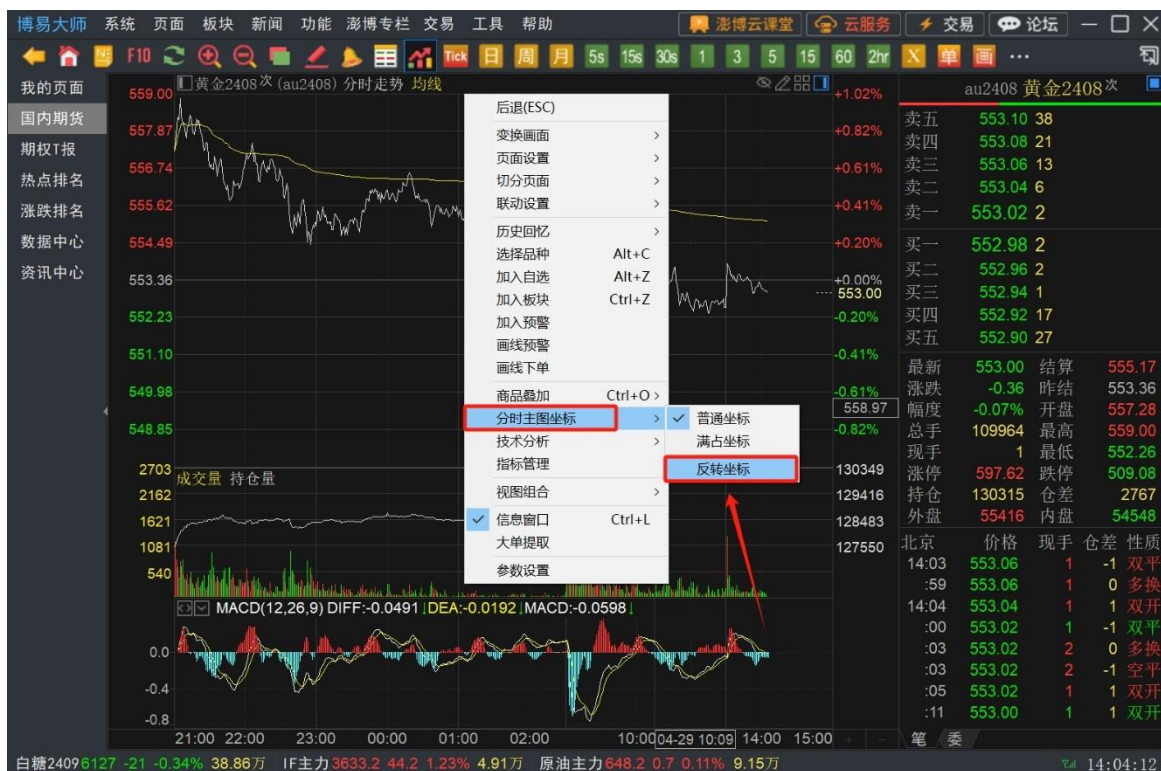 博易大师 系统 页面 板块 新闻 功能 澎博专栏 交易 工具 帮助 澎博云课堂 云服务 交易 论坛
F10 Tick 日 周 月 5s 15s 30s 1 3 5 15 60 2hr X 单 画 ···
我的页面
国内期货
期权T报
热点排名
涨跌排名
数据中心
资讯中心
黄金2408次 (au2408) 分时走势 均线
559.00
557.87
556.74
555.62
554.49
553.36
552.23
551.10
549.98
548.85
+1.02%
+0.82%
+0.61%
+0.41%
+0.20%
+0.00%
553.00
-0.20%
-0.41%
-0.61%
558.97
-0.82%
后退(ESC)
变换画面
页面设置
切分页面
联动设置
历史回忆
选择品种 Alt+C
加入自选 Alt+Z
加入板块 Ctrl+Z
加入预警
画线预警
画线下单
商品叠加 Ctrl+O
分时主图坐标
技术分析
指标管理
视图组合
信息窗口 Ctrl+L
大单提取
参数设置
普通坐标
满占坐标
反转坐标
2703 成交量 持仓量
2162
1621
1081
540
130349
129416
128483
127550
MACD(12,26,9) DIFF:-0.0491↓DEA:-0.0192↓MACD:-0.0598↓
0.0
-0.4
-0.8
21:00 22:00 23:00 00:00 01:00 02:00 10:00 04-29 10:09 14:00 15:00 + −
au2408 黄金2408次
卖五 553.10 38
卖四 553.08 21
卖三 553.06 13
卖二 553.04 6
卖一 553.02 2
买一 552.98 2
买二 552.96 2
买三 552.94 1
买四 552.92 17
买五 552.90 27
最新 553.00 结算 555.17
涨跌 -0.36 昨结 553.36
幅度 -0.07% 开盘 557.28
总手 109964 最高 559.00
现手 1 最低 552.26
涨停 597.62 跌停 509.08
持仓 130315 仓差 2767
外盘 55416 内盘 54548
北京 价格 现手 仓差 性质
14:03 553.06 1 -1 双平
:59 553.06 1 0 多换
14:04 553.04 1 1 双开
:00 553.02 1 -1 双平
:03 553.02 2 0 多换
:03 553.02 2 -1 空平
:05 553.02 1 1 双开
:11 553.00 1 1 双开
笔 委
白糖2409 6127 -21 -0.34% 38.86万 IF主力 3633.2 44.2 1.23% 4.91万 原油主力 648.2 0.7 0.11% 9.15万 14:04:12